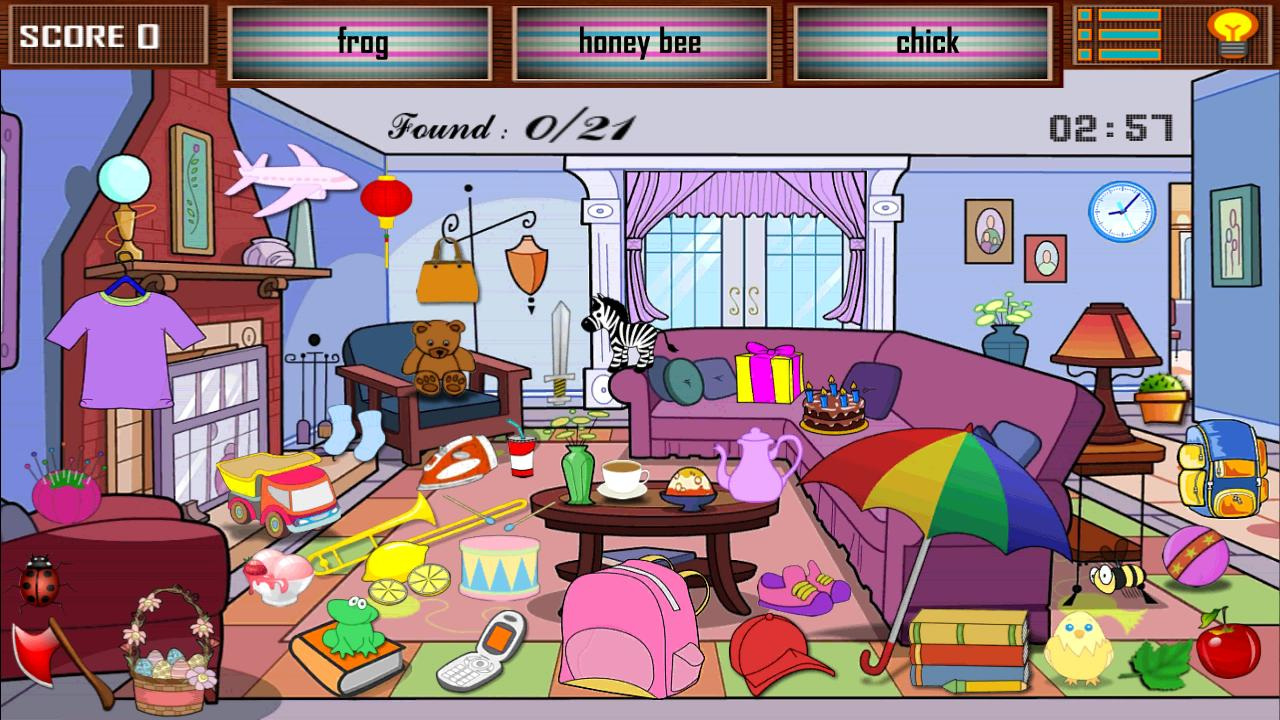 SCORE 0
frog
honey bee
chick
Found : 0/21
02:57